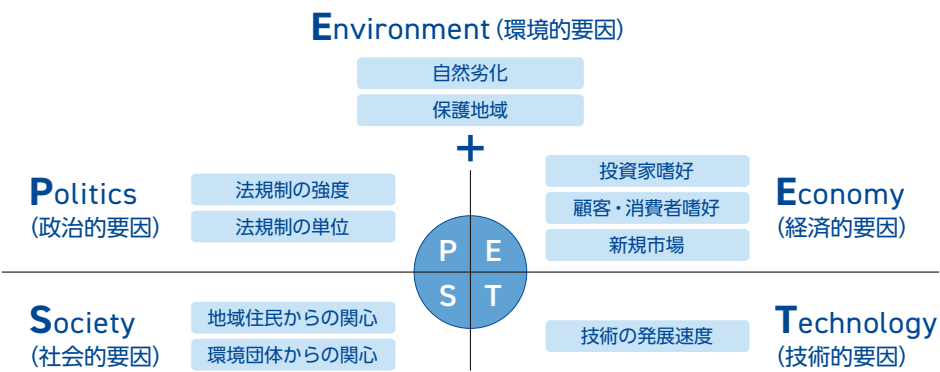 Environment (環境的要因)
自然劣化
保護地域
+
Politics
(政治的要因)
法規制の強度
法規制の単位
投資家嗜好
顧客・消費者嗜好
新規市場
Economy
(経済的要因)
P E
S T
Society
(社会的要因)
地域住民からの関心
環境団体からの関心
技術の発展速度
Technology
(技術的要因)